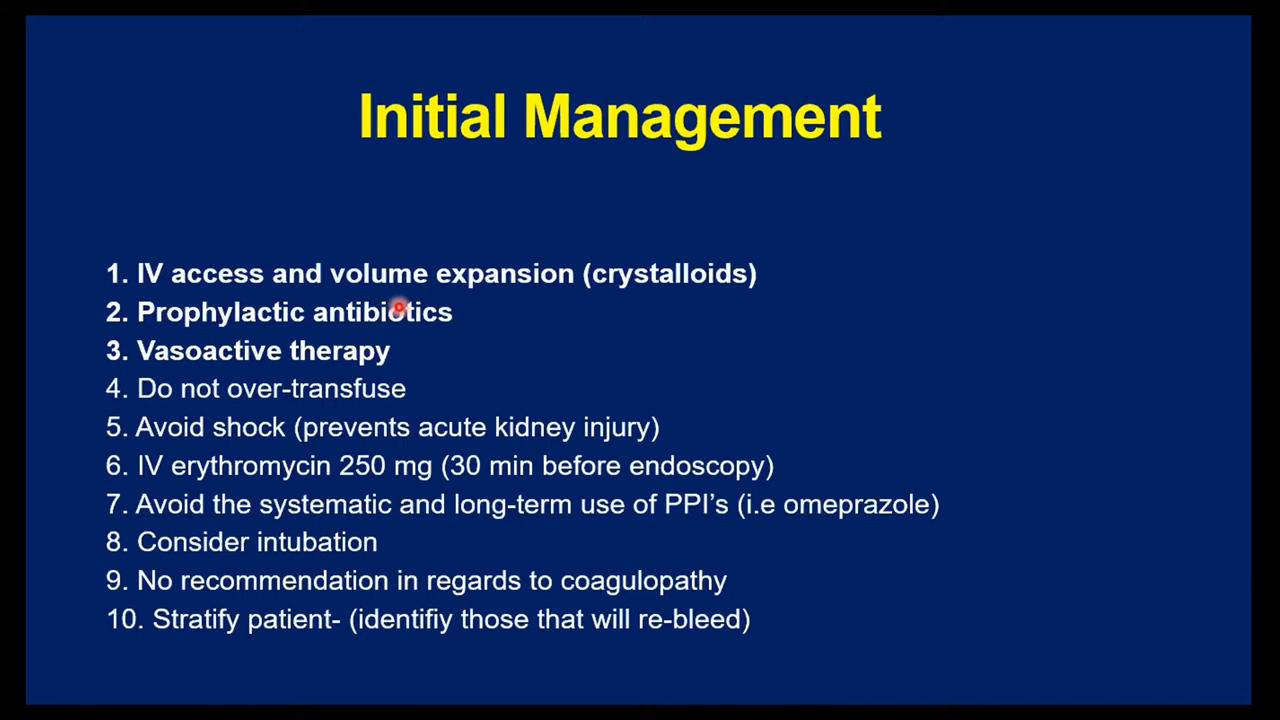 Initial Management
1. IV access and volume expansion (crystalloids)
2. Prophylactic antibiotics
3. Vasoactive therapy
4. Do not over-transfuse
5. Avoid shock (prevents acute kidney injury)
6. IV erythromycin 250 mg (30 min before endoscopy)
7. Avoid the systematic and long-term use of PPI’s (i.e omeprazole)
8. Consider intubation
9. No recommendation in regards to coagulopathy
10. Stratify patient- (identifiy those that will re-bleed)